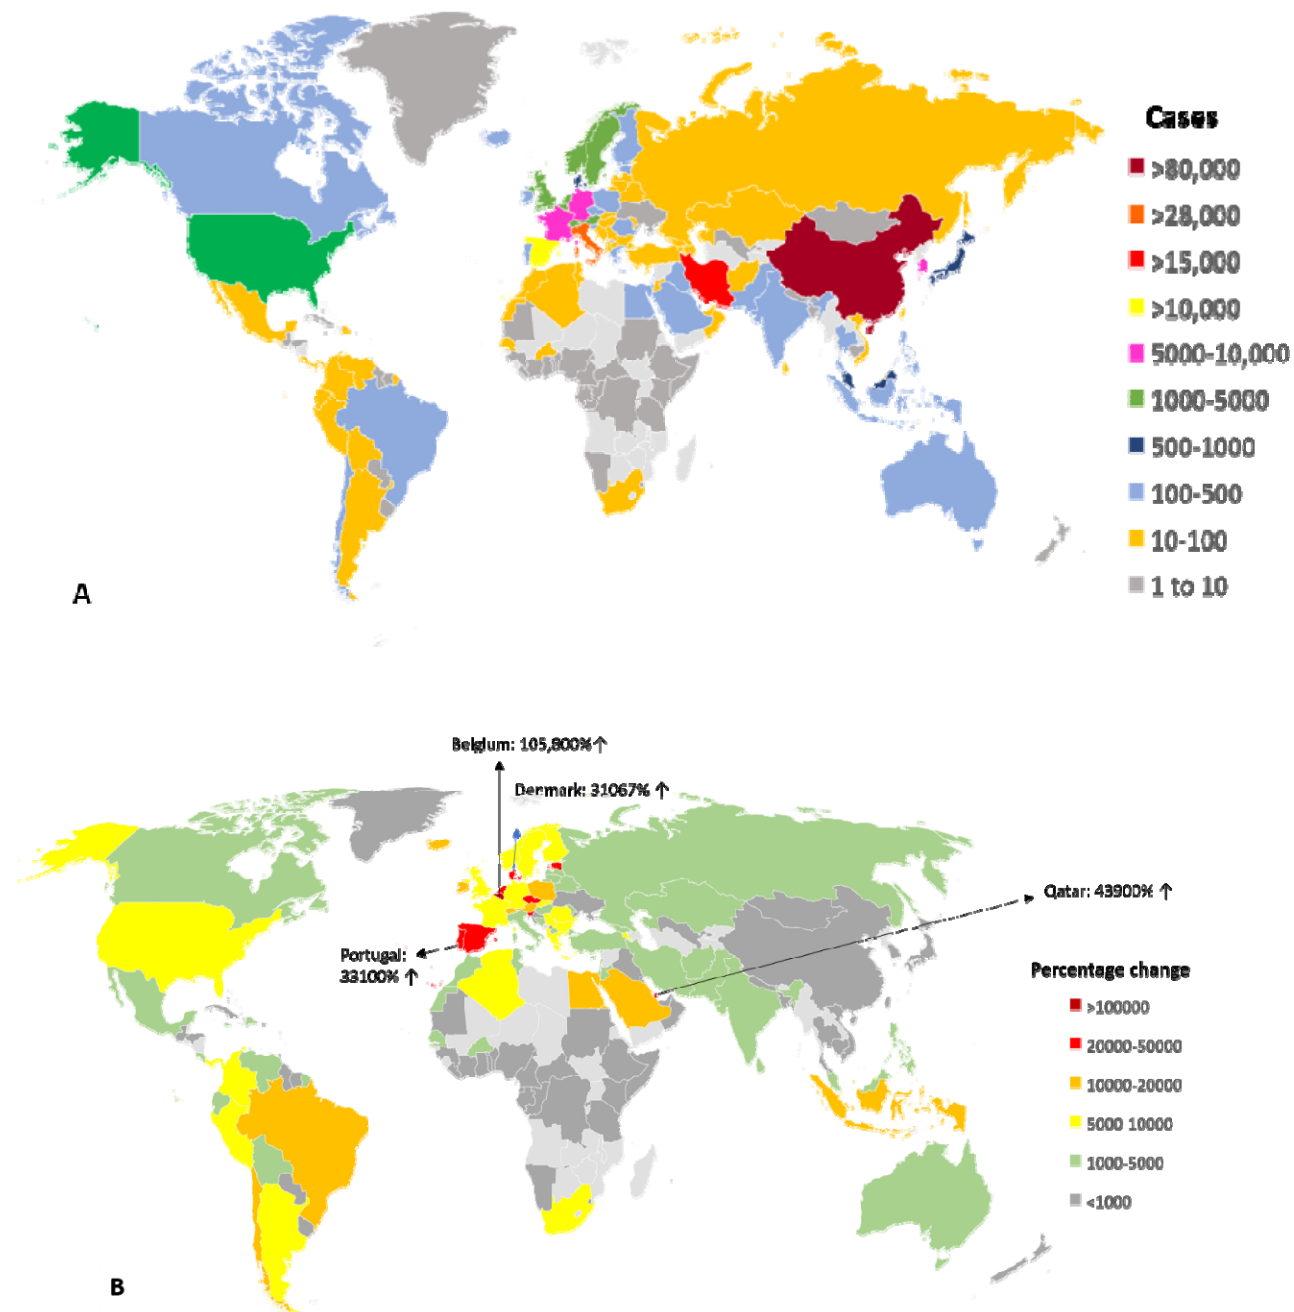 Cases
>80,000
>28,000
>15,000
>10,000
5000-10,000
1000-5000
500-1000
100-500
10-100
1 to 10
A
Belgium: 105,800%↑
Denmark: 31067% ↑
Qatar: 43900% ↑
Portugal:
33100% ↑
Percentage change
>100000
20000-50000
10000-20000
5000 10000
1000-5000
<1000
B